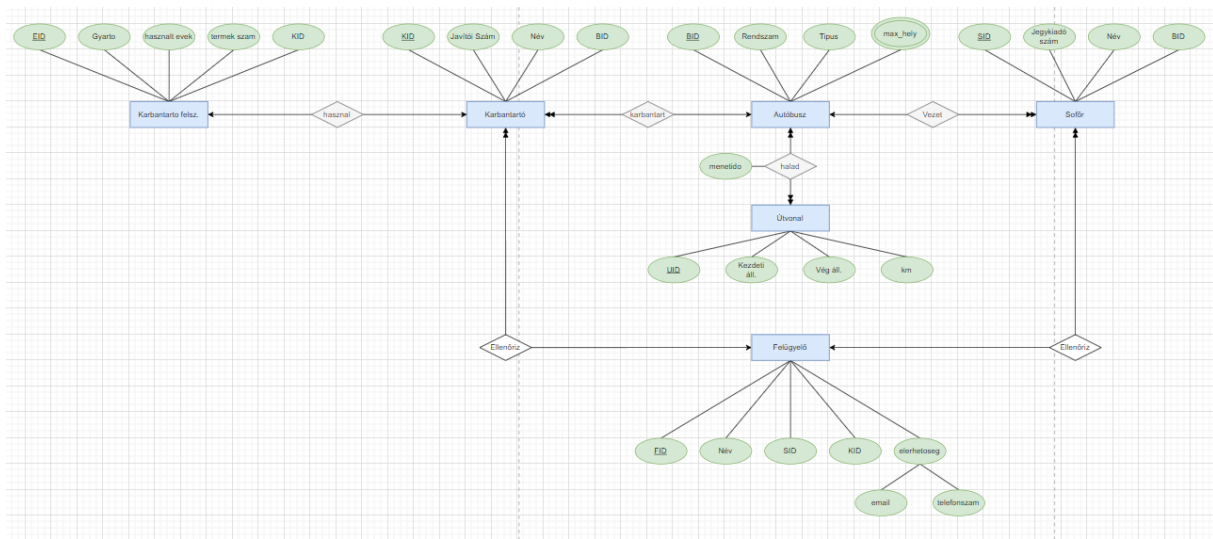 EID
Gyarto
használt evek
termek szam
KID
KID
Javítói Szám
Név
BID
BID
Rendszam
Tipus
max_hely
SID
Jegykiadó
szám
Név
BID
Karbantarto felsz.
használ
Karbantartó
karbantart
Autóbusz
Vezet
Sofőr
menetido
halad
Útvonal
UID
Kezdeti
áll.
Vég áll.
km
Ellenőriz
Felügyelő
Ellenőriz
FID
Név
SID
KID
elerhetoseg
email
telefonszam